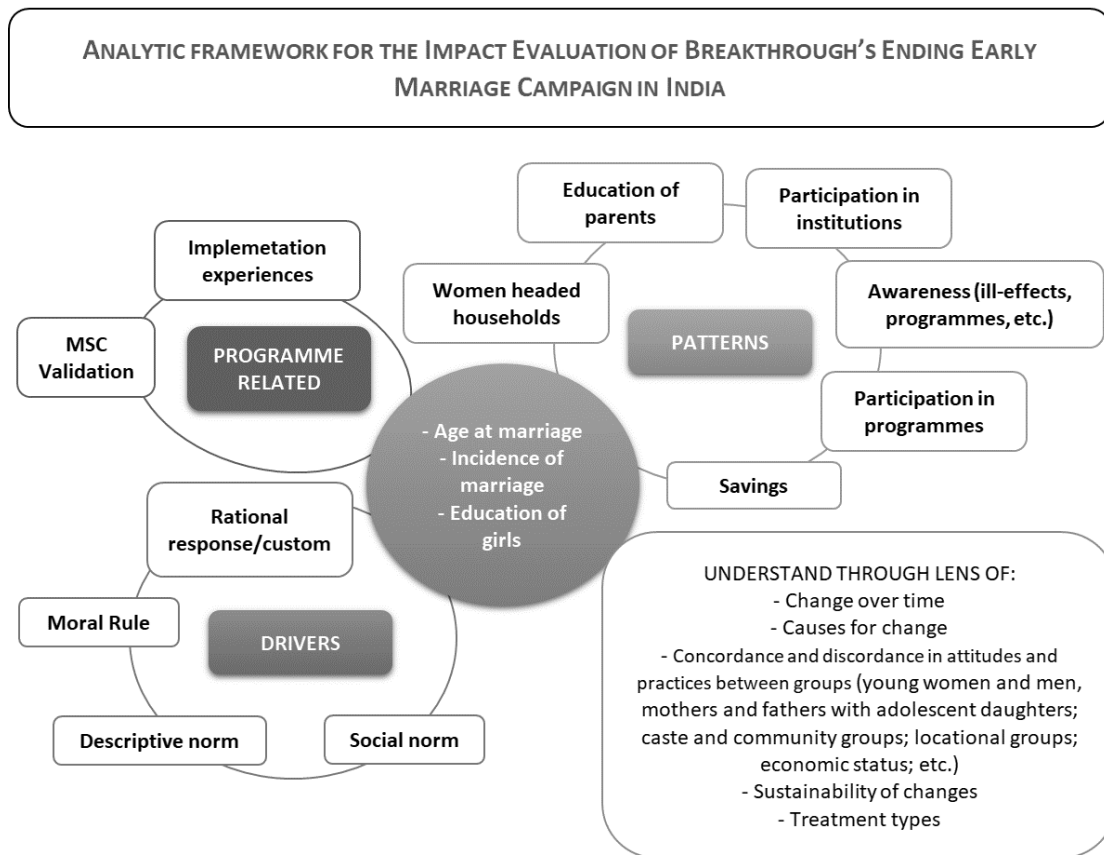 ANALYTIC FRAMEWORK FOR THE IMPACT EVALUATION OF BREAKTHROUGH'S ENDING EARLY
MARRIAGE CAMPAIGN IN INDIA
Implemetation
experiences
MSC
Validation
PROGRAMME
RELATED
Education of
parents
Participation in
institutions
Women headed
households
Awareness (ill-effects,
programmes, etc.)
PATTERNS
Participation in
programmes
Savings
- Age at marriage
- Incidence of
marriage
- Education of
girls
Rational
response/custom
Moral Rule
DRIVERS
Descriptive norm
Social norm
UNDERSTAND THROUGH LENS OF:
- Change over time
- Causes for change
- Concordance and discordance in attitudes and
practices between groups (young women and men,
mothers and fathers with adolescent daughters;
caste and community groups; locational groups;
economic status; etc.)
- Sustainability of changes
- Treatment types